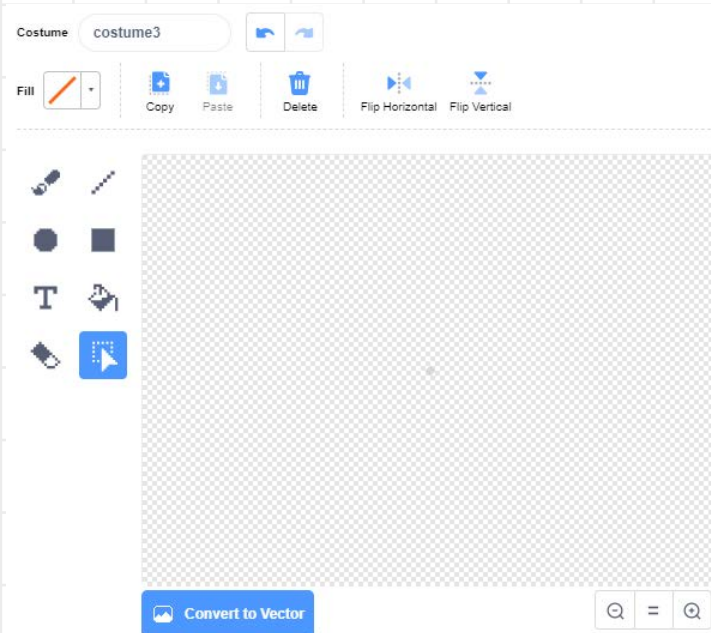 Costume costume3
Fill Copy Paste Delete Flip Horizontal Flip Vertical
T
Convert to Vector